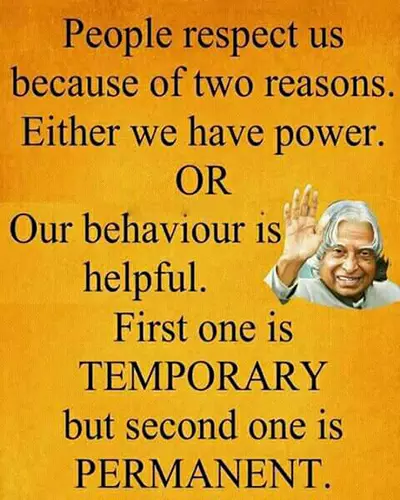 People respect us
because of two reasons.
Either we have power.
OR
Our behaviour is
helpful.
First one is
TEMPORARY
but second one is
PERMANENT.